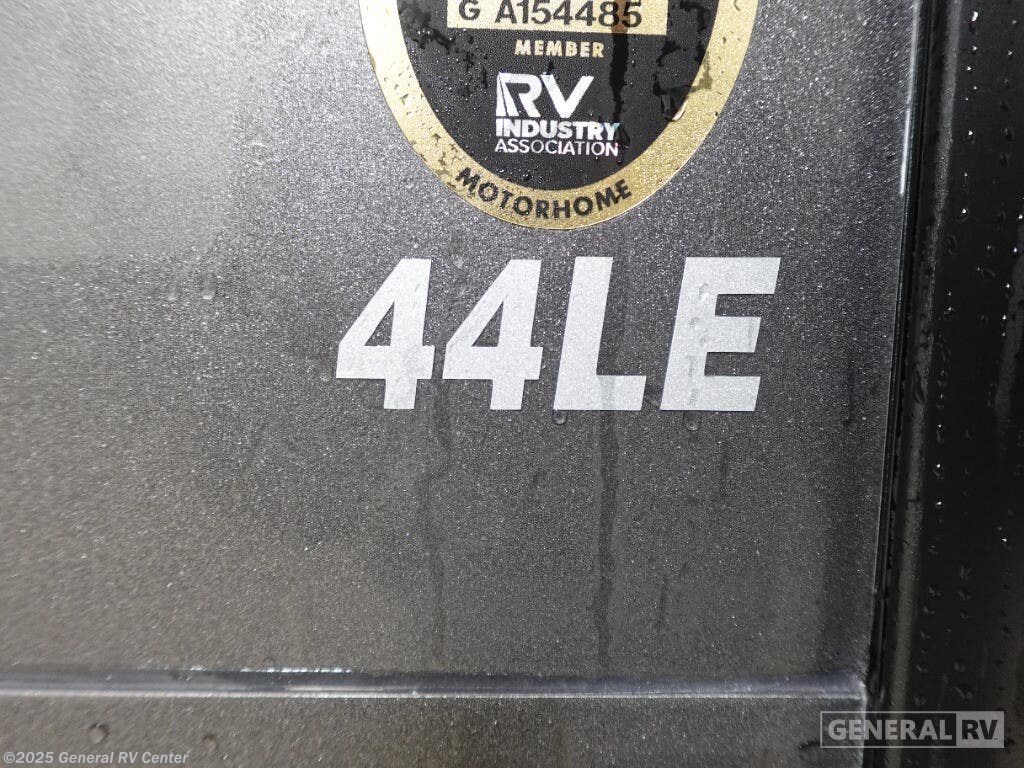 G A154485
MEMBER
RV
INDUSTRY
ASSOCIATION
MOTORHOME
44LE
GENERAL RV
©2025 General RV Center